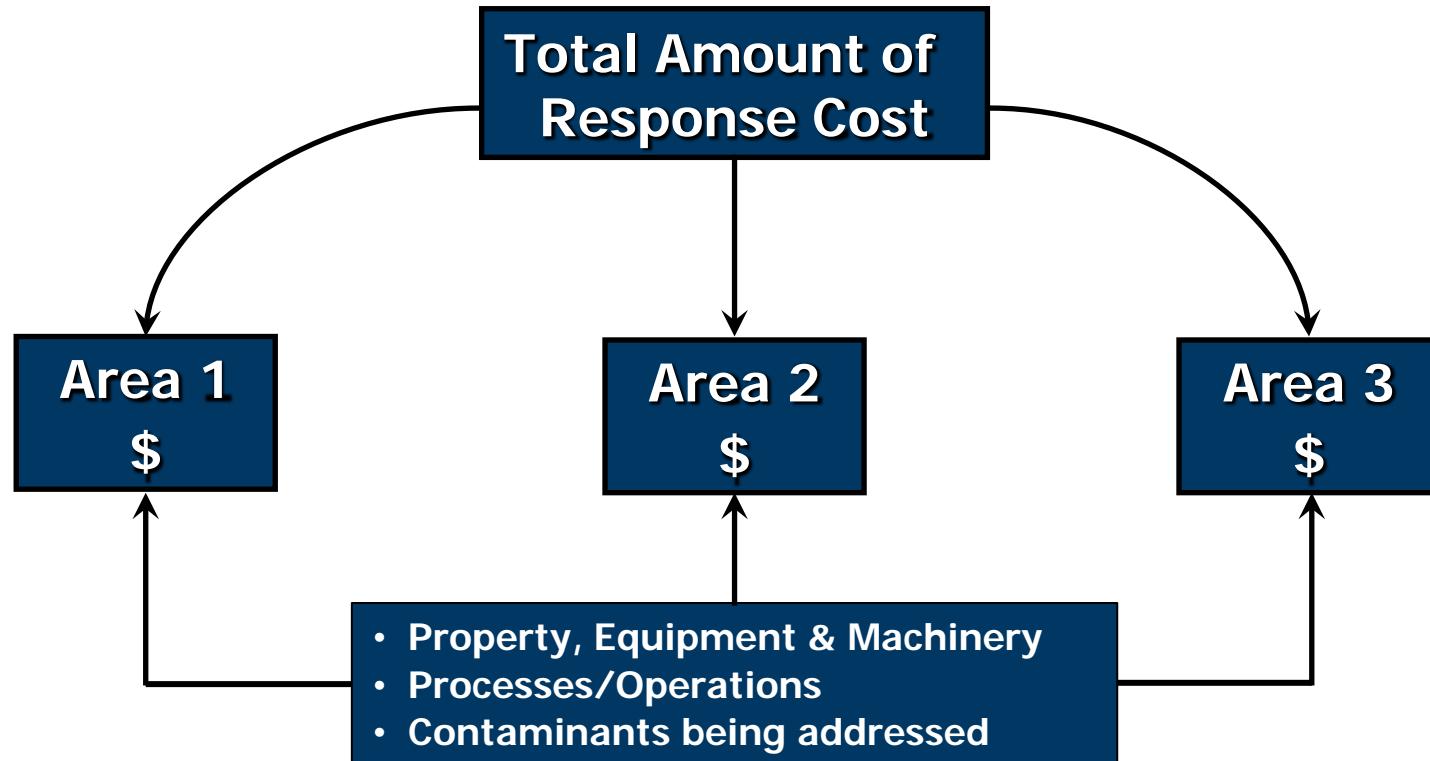 Total Amount of
Response Cost
Area 1
$
Area 2
$
Area 3
$
• Property, Equipment & Machinery
• Processes/Operations
• Contaminants being addressed